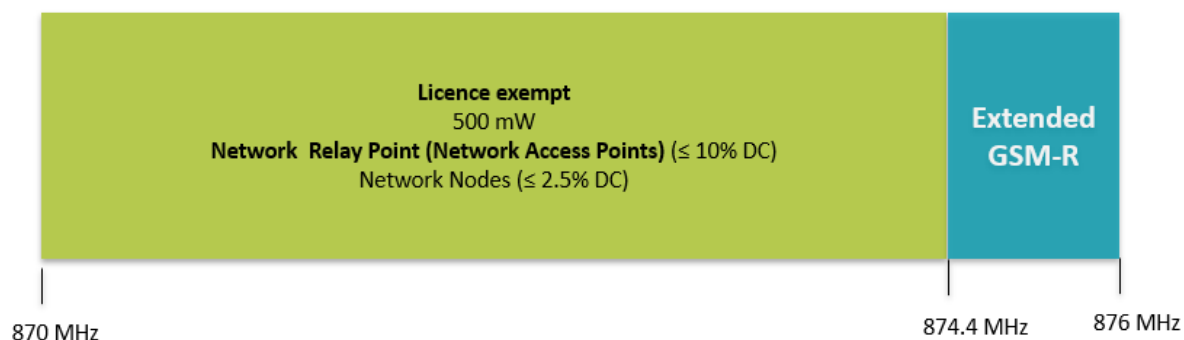 Licence exempt
500 mW
Network Relay Point (Network Access Points) (≤ 10% DC)
Network Nodes (≤ 2.5% DC)
Extended
GSM-R
870 MHz
874.4 MHz
876 MHz